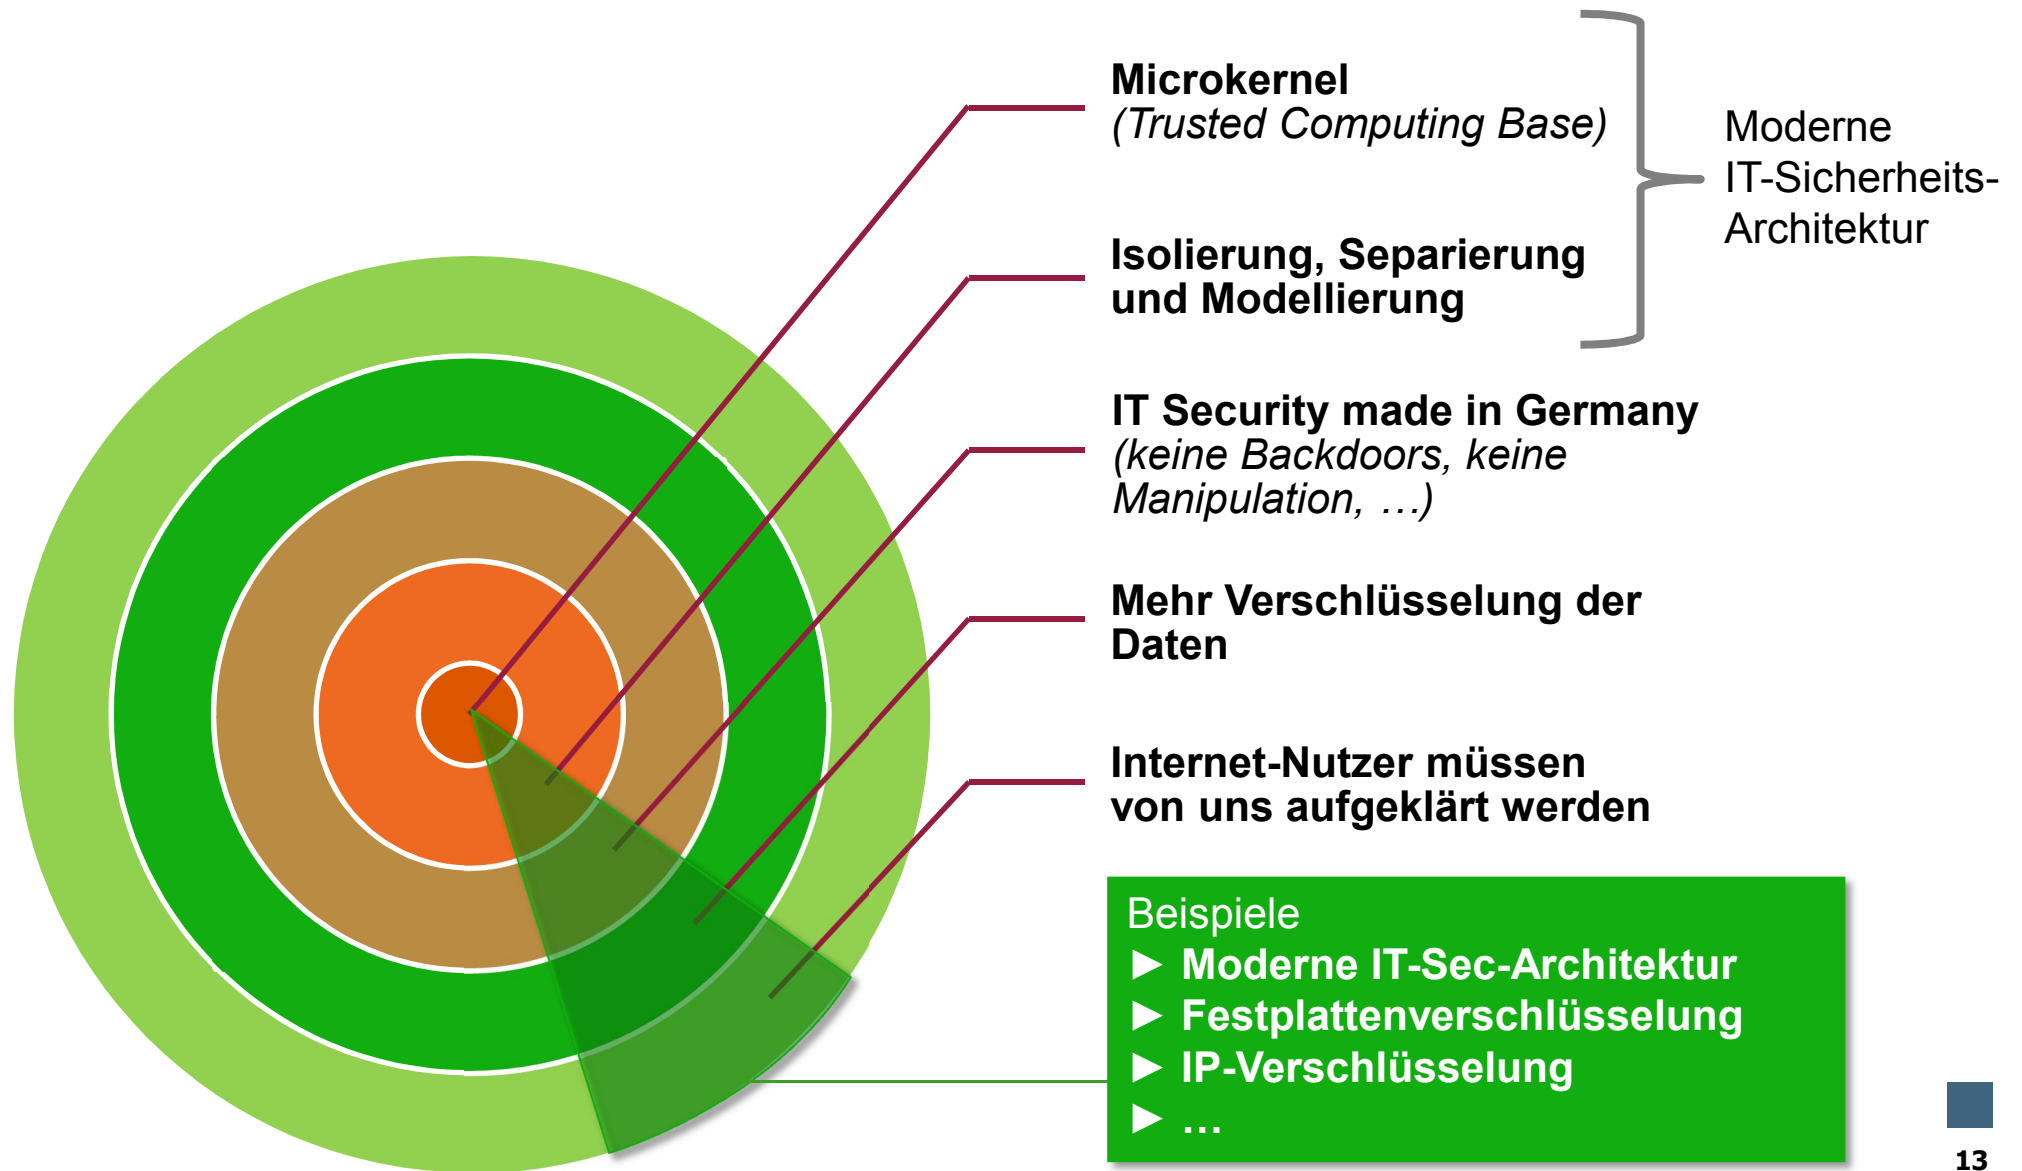 Microkernel
(Trusted Computing Base)
Moderne
IT-Sicherheits-
Architektur
Isolierung, Separierung
und Modellierung
IT Security made in Germany
(keine Backdoors, keine
Manipulation, …)
Mehr Verschlüsselung der
Daten
Internet-Nutzer müssen
von uns aufgeklärt werden
Beispiele
► Moderne IT-Sec-Architektur
► Festplattenverschlüsselung
► IP-Verschlüsselung
► …
13